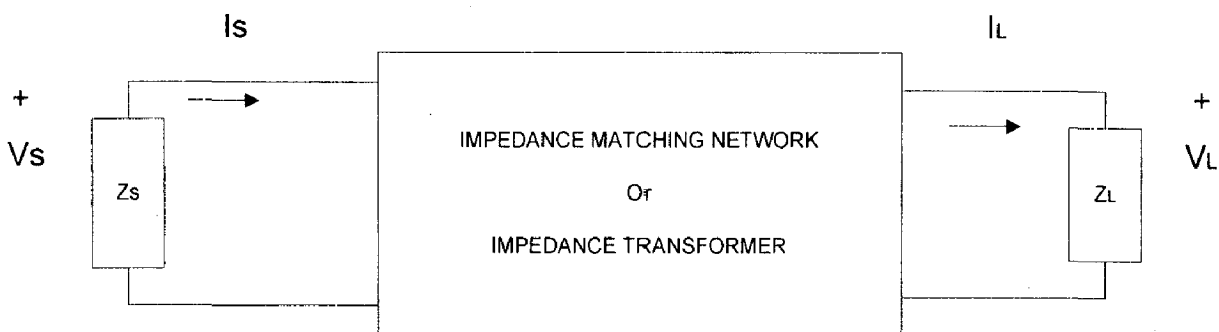 Is
IL
+
Vs
Zs
IMPEDANCE MATCHING NETWORK
Or
IMPEDANCE TRANSFORMER
ZL
+
VL